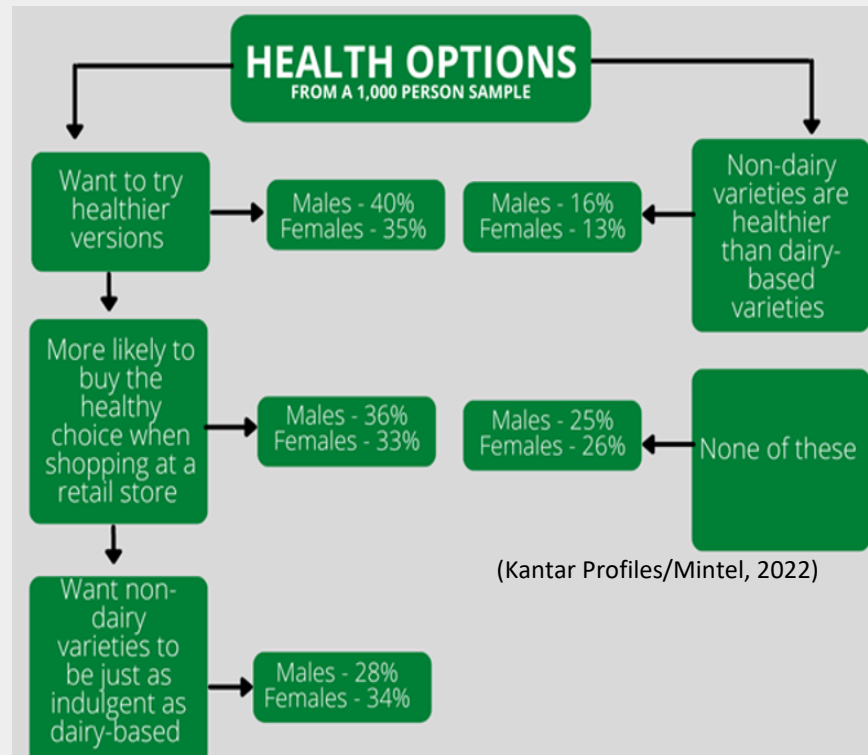 HEALTH OPTIONS
FROM A 1,000 PERSON SAMPLE
Want to try
healthier
versions
Males - 40%
Females - 35%
Males - 16%
Females - 13%
Non-dairy
varieties are
healthier
than dairy-
based
varieties
More likely to
buy the
healthy
choice when
shopping at a
retail store
Males - 36%
Females - 33%
Males - 25%
Females - 26%
None of these
(Kantar Profiles/Mintel, 2022)
Want non-
dairy
varieties to
be just as
indulgent as
dairy-based
Males - 28%
Females - 34%